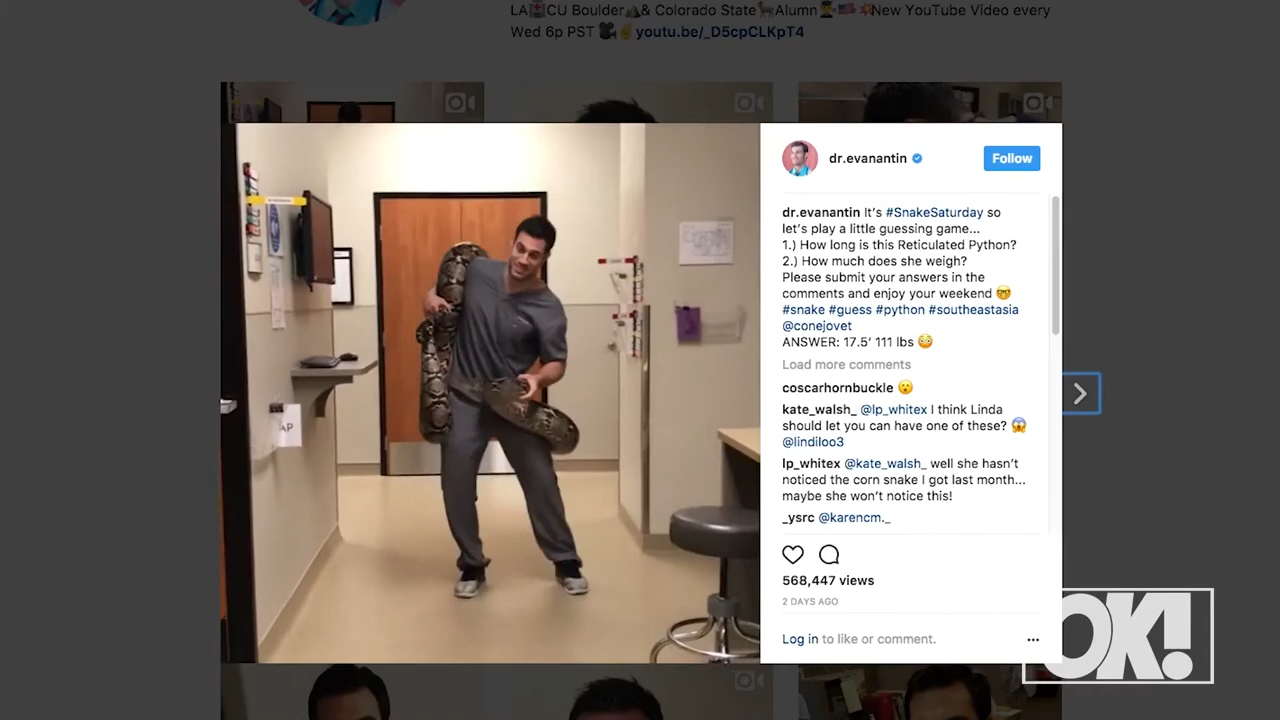 LA🏥CU Boulder🏔& Colorado State🐏Alumn👨‍🎓🇺🇸💥New YouTube Video every
Wed 6p PST 🎥✌youtu.be/_D5cpCLKpT4
dr.evanantin
Follow
dr.evanantin It's #SnakeSaturday so
let's play a little guessing game...
1.) How long is this Reticulated Python?
2.) How much does she weigh?
Please submit your answers in the
comments and enjoy your weekend 🤓
#snake #guess #python #southeastasia
@conejovet
ANSWER: 17.5' 111 lbs 😳
Load more comments
coscarhornbuckle 😮
kate_walsh_ @lp_whitex I think Linda
should let you can have one of these? 😱
@lindiloo3
lp_whitex @kate_walsh_ well she hasn't
noticed the corn snake I got last month...
maybe she won't notice this!
_ysrc @karencm._
568,447 views
2 DAYS AGO
Log in to like or comment.
AP
OK!